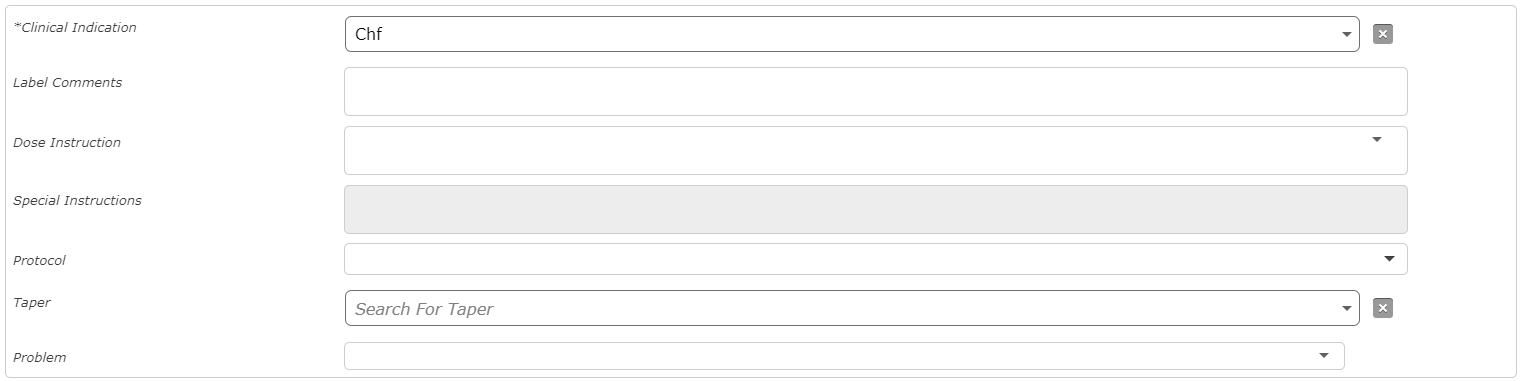 *Clinical Indication
Chf
Label Comments
Dose Instruction
Special Instructions
Protocol
Taper
Search For Taper
Problem